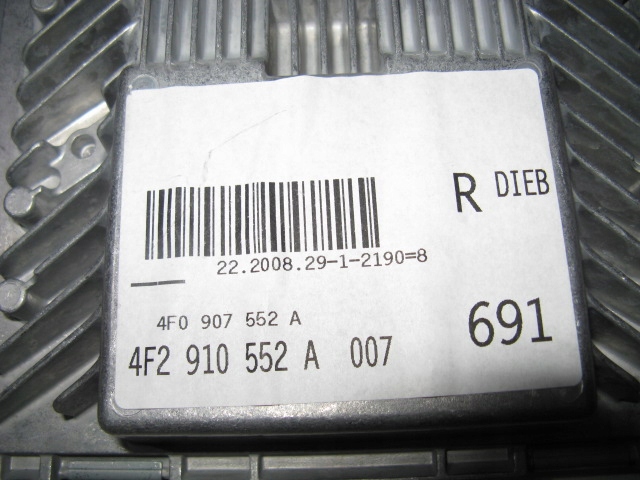 R DIEB
22.2008.29-1-2190=8
4F0 907 552 A
4F2 910 552 A 007
691